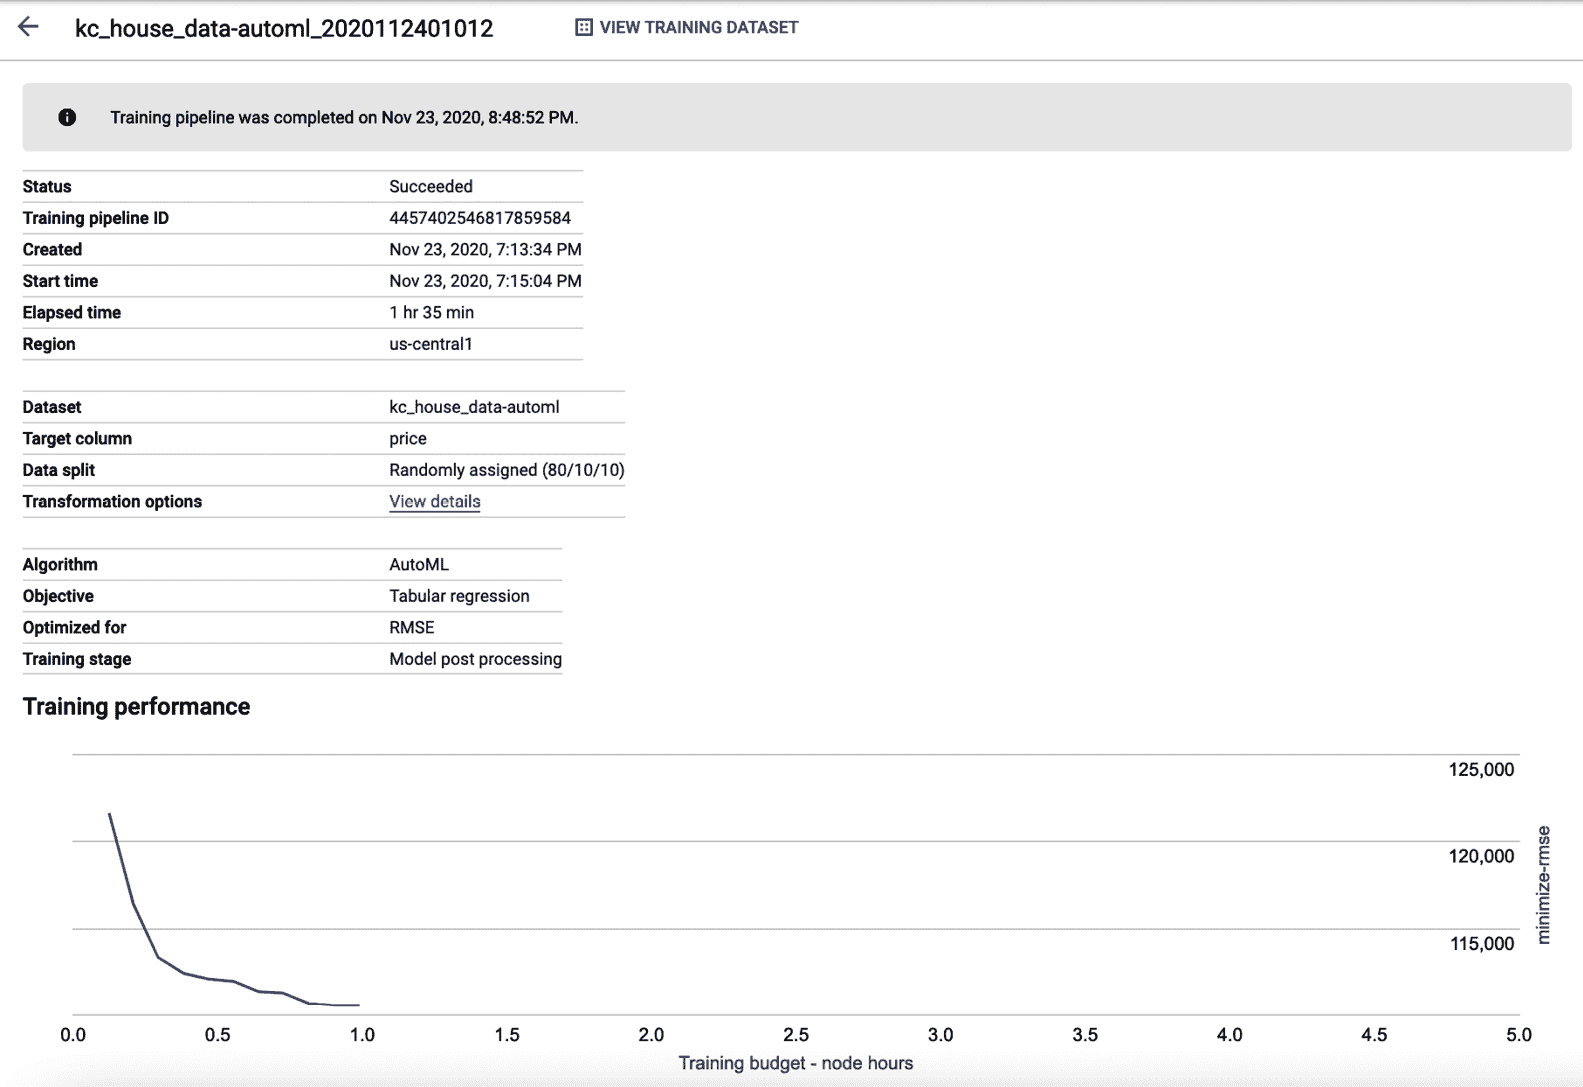 kc_house_data-automl_2020112401012 VIEW TRAINING DATASET
Training pipeline was completed on Nov 23, 2020, 8:48:52 PM.
Status Succeeded
Training pipeline ID 4457402546817859584
Created Nov 23, 2020, 7:13:34 PM
Start time Nov 23, 2020, 7:15:04 PM
Elapsed time 1 hr 35 min
Region us-central1
Dataset kc_house_data-automl
Target column price
Data split Randomly assigned (80/10/10)
Transformation options View details
Algorithm AutoML
Objective Tabular regression
Optimized for RMSE
Training stage Model post processing
Training performance
125,000
120,000
115,000
minimize-rmse
0.0 0.5 1.0 1.5 2.0 2.5 3.0 3.5 4.0 4.5 5.0
Training budget - node hours